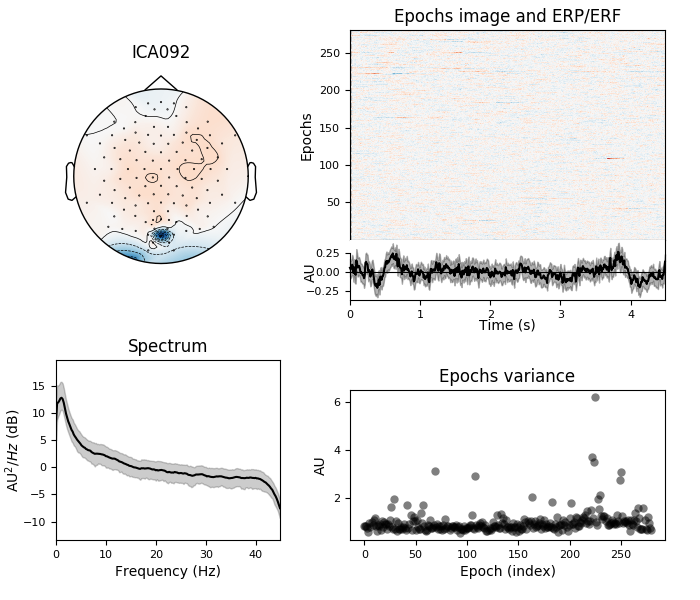 ICA092
Epochs image and ERP/ERF
Epochs
250
200
150
100
50
AU
0.25
0.00
−0.25
0
1
2
3
4
Time (s)
Spectrum
AU²/Hz (dB)
15
10
5
0
−5
−10
0
20
40
Frequency (Hz)
Epochs variance
AU
6
4
2
0
50
100
150
200
250
Epoch (index)